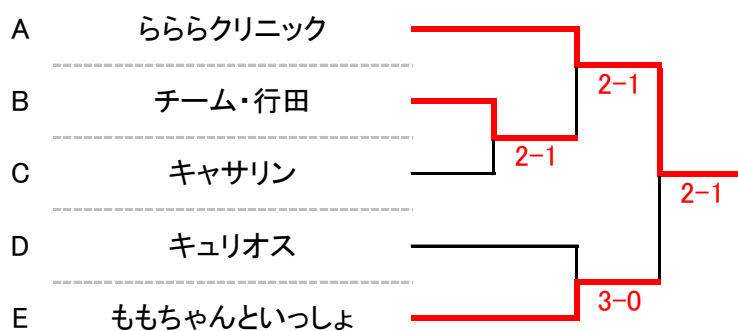 A らららクリニック
2-1
B チーム・行田
2-1
C キャサリン
2-1
D キュリオス
3-0
E ももちゃんといっしょ